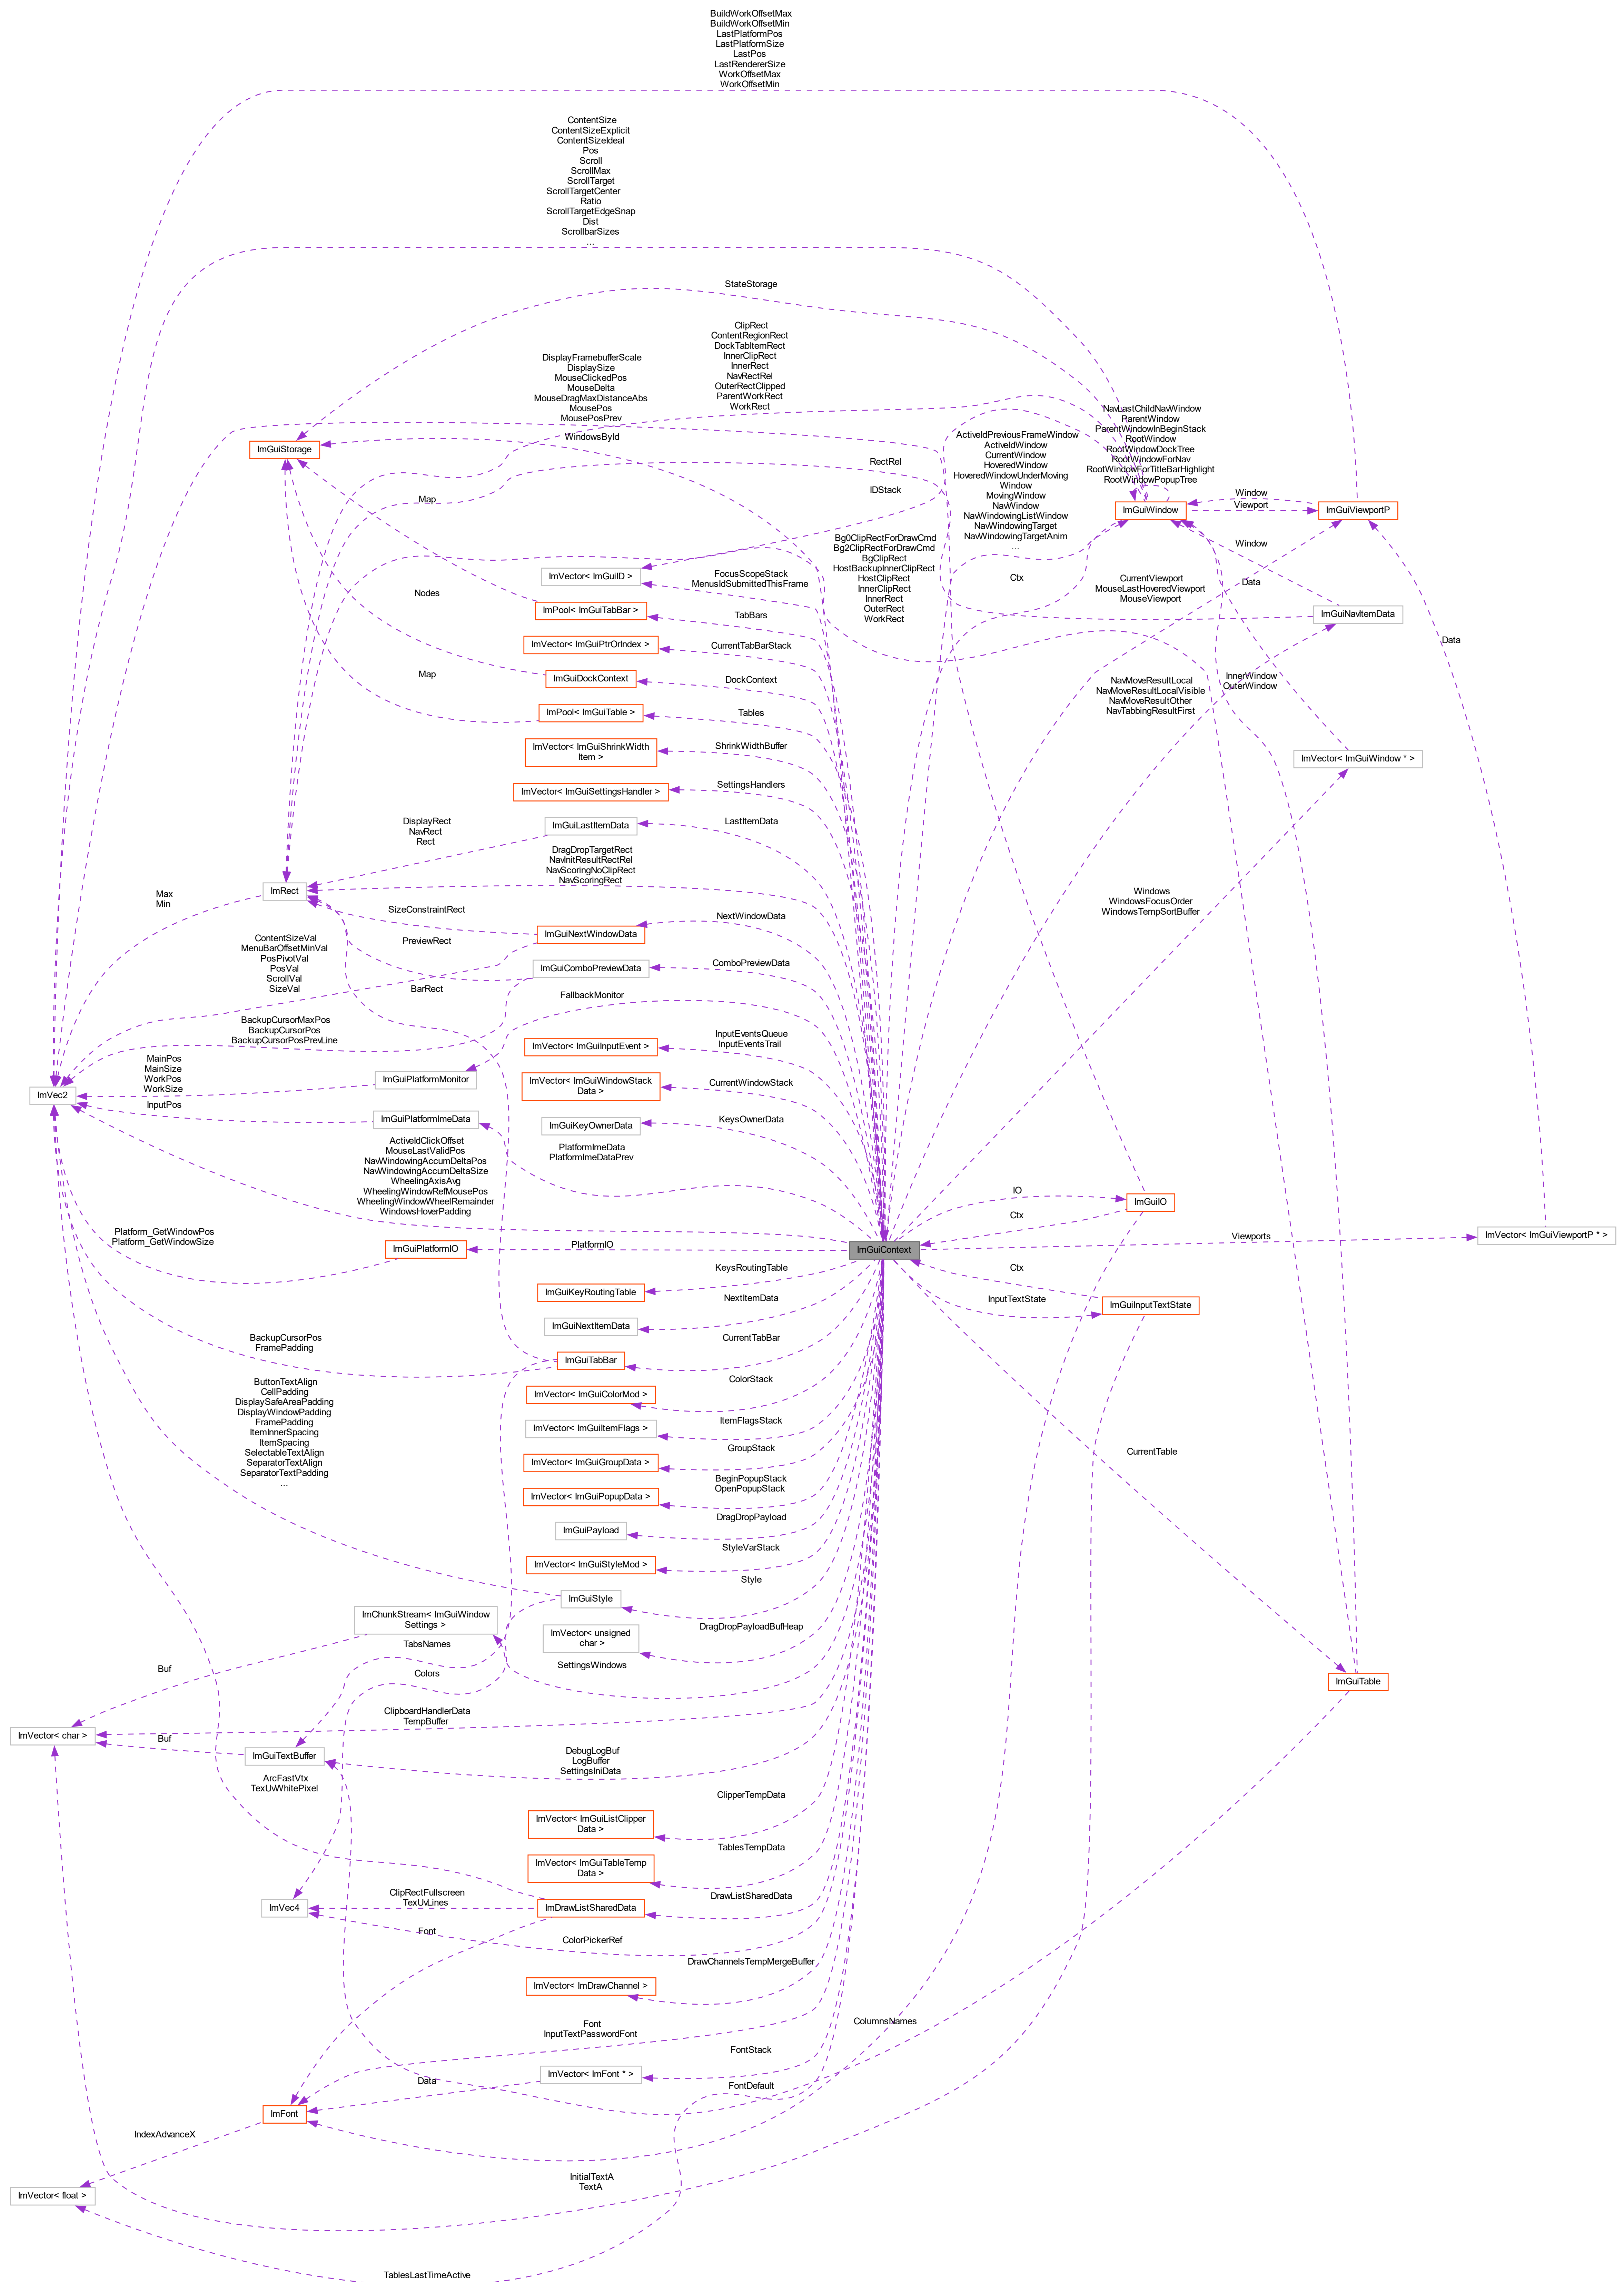 BuildWorkOffsetMax
BuildWorkOffsetMin
LastPlatformPos
LastPlatformSize
LastPos
LastRendererSize
WorkOffsetMax
WorkOffsetMin
ContentSize
ContentSizeExplicit
ContentSizeIdeal
Pos
Scroll
ScrollMax
ScrollTarget
ScrollTargetCenter
Ratio
ScrollTargetEdgeSnap
Dist
ScrollbarSizes
...
StateStorage
ClipRect
ContentRegionRect
DockTabItemRect
InnerClipRect
InnerRect
NavRectRel
OuterRectClipped
ParentWorkRect
WorkRect
DisplayFramebufferScale
DisplaySize
MouseClickedPos
MouseDelta
MouseDragMaxDistanceAbs
MousePos
MousePosPrev
WindowsById
NavLastChildNavWindow
ParentWindow
ParentWindowInBeginStack
RootWindow
RootWindowDockTree
RootWindowForNav
RootWindowForTitleBarHighlight
RootWindowPopupTree
ActiveIdPreviousFrameWindow
ActiveIdWindow
CurrentWindow
HoveredWindow
HoveredWindowUnderMoving
Window
MovingWindow
NavWindow
NavWindowingListWindow
NavWindowingTarget
NavWindowingTargetAnim
...
ImGuiStorage
RectRel
IDStack
Map
Window
Viewport
ImGuiWindow
ImGuiViewportP
Bg0ClipRectForDrawCmd
Bg2ClipRectForDrawCmd
BgClipRect
HostBackupInnerClipRect
HostClipRect
InnerClipRect
InnerRect
OuterRect
WorkRect
Window
ImVector< ImGuiID >
FocusScopeStack
MenusIdSubmittedThisFrame
Ctx
CurrentViewport
MouseLastHoveredViewport
MouseViewport
Data
Nodes
ImPool< ImGuiTabBar >
TabBars
ImGuiNavItemData
ImVector< ImGuiPtrOrIndex >
CurrentTabBarStack
Data
Map
ImGuiDockContext
DockContext
NavMoveResultLocal
NavMoveResultLocalVisible
NavMoveResultOther
NavTabbingResultFirst
InnerWindow
OuterWindow
ImPool< ImGuiTable >
Tables
ImVector< ImGuiShrinkWidth
Item >
ShrinkWidthBuffer
ImVector< ImGuiWindow * >
ImVector< ImGuiSettingsHandler >
SettingsHandlers
DisplayRect
NavRect
Rect
ImGuiLastItemData
LastItemData
DragDropTargetRect
NavInitResultRectRel
NavScoringNoClipRect
NavScoringRect
ImRect
Max
Min
SizeConstraintRect
Windows
WindowsFocusOrder
WindowsTempSortBuffer
ImGuiNextWindowData
NextWindowData
PreviewRect
ContentSizeVal
MenuBarOffsetMinVal
PosPivotVal
PosVal
ScrollVal
SizeVal
BarRect
ImGuiComboPreviewData
ComboPreviewData
FallbackMonitor
BackupCursorMaxPos
BackupCursorPos
BackupCursorPosPrevLine
ImVector< ImGuiInputEvent >
InputEventsQueue
InputEventsTrail
MainPos
MainSize
WorkPos
WorkSize
ImGuiPlatformMonitor
ImVector< ImGuiWindowStack
Data >
CurrentWindowStack
ImVec2
InputPos
ImGuiPlatformImeData
ImGuiKeyOwnerData
KeysOwnerData
ActiveIdClickOffset
MouseLastValidPos
NavWindowingAccumDeltaPos
NavWindowingAccumDeltaSize
WheelingAxisAvg
WheelingWindowRefMousePos
WheelingWindowWheelRemainder
WindowsHoverPadding
PlatformImeData
PlatformImeDataPrev
IO
ImGuiIO
Ctx
Platform_GetWindowPos
Platform_GetWindowSize
ImGuiPlatformIO
PlatformIO
ImGuiContext
Viewports
ImVector< ImGuiViewportP * >
ImGuiKeyRoutingTable
KeysRoutingTable
Ctx
InputTextState
ImGuiInputTextState
ImGuiNextItemData
NextItemData
BackupCursorPos
FramePadding
ImGuiTabBar
CurrentTabBar
ButtonTextAlign
CellPadding
DisplaySafeAreaPadding
DisplayWindowPadding
FramePadding
ItemInnerSpacing
ItemSpacing
SelectableTextAlign
SeparatorTextAlign
SeparatorTextPadding
...
ImVector< ImGuiColorMod >
ColorStack
ImVector< ImGuiItemFlags >
ItemFlagsStack
ImVector< ImGuiGroupData >
GroupStack
CurrentTable
ImVector< ImGuiPopupData >
BeginPopupStack
OpenPopupStack
ImGuiPayload
DragDropPayload
ImVector< ImGuiStyleMod >
StyleVarStack
ImGuiStyle
Style
ImChunkStream< ImGuiWindow
Settings >
ImVector< unsigned
char >
DragDropPayloadBufHeap
TabsNames
SettingsWindows
Buf
Colors
ImGuiTable
ClipboardHandlerData
TempBuffer
ImVector< char >
Buf
ImGuiTextBuffer
DebugLogBuf
LogBuffer
SettingsIniData
ArcFastVtx
TexUvWhitePixel
ClipperTempData
ImVector< ImGuiListClipper
Data >
TablesTempData
ImVector< ImGuiTableTemp
Data >
ClipRectFullscreen
TexUvLines
ImVec4
ImDrawListSharedData
DrawListSharedData
Font
ColorPickerRef
DrawChannelsTempMergeBuffer
ImVector< ImDrawChannel >
Font
InputTextPasswordFont
ColumnsNames
FontStack
ImVector< ImFont * >
Data
FontDefault
ImFont
IndexAdvanceX
InitialTextA
TextA
ImVector< float >
TablesLastTimeActive